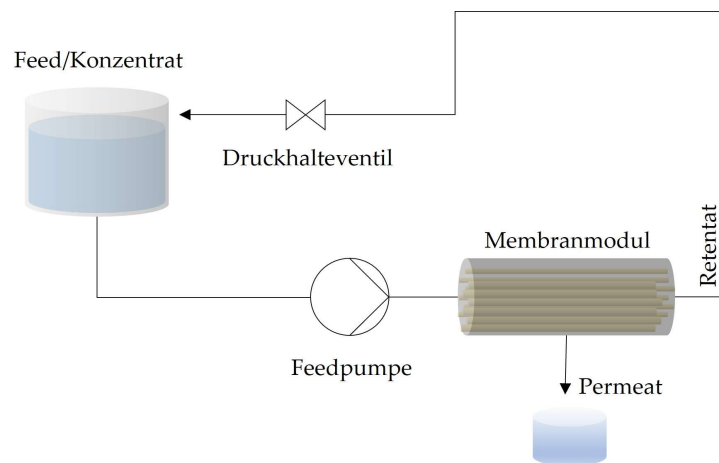 Feed/Konzentrat
Druckhalteventil
Membranmodul
Retentat
Feedpumpe
Permeat